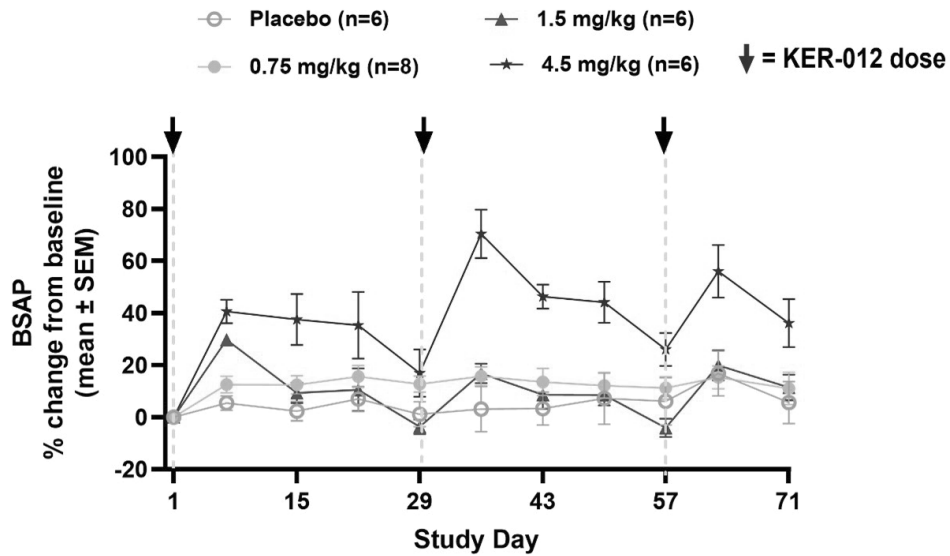 Placebo (n=6)
1.5 mg/kg (n=6)
0.75 mg/kg (n=8)
4.5 mg/kg (n=6)
= KER-012 dose
BSAP
% change from baseline
(mean ± SEM)
100
80
60
40
20
0
-20
1
15
29
43
57
71
Study Day